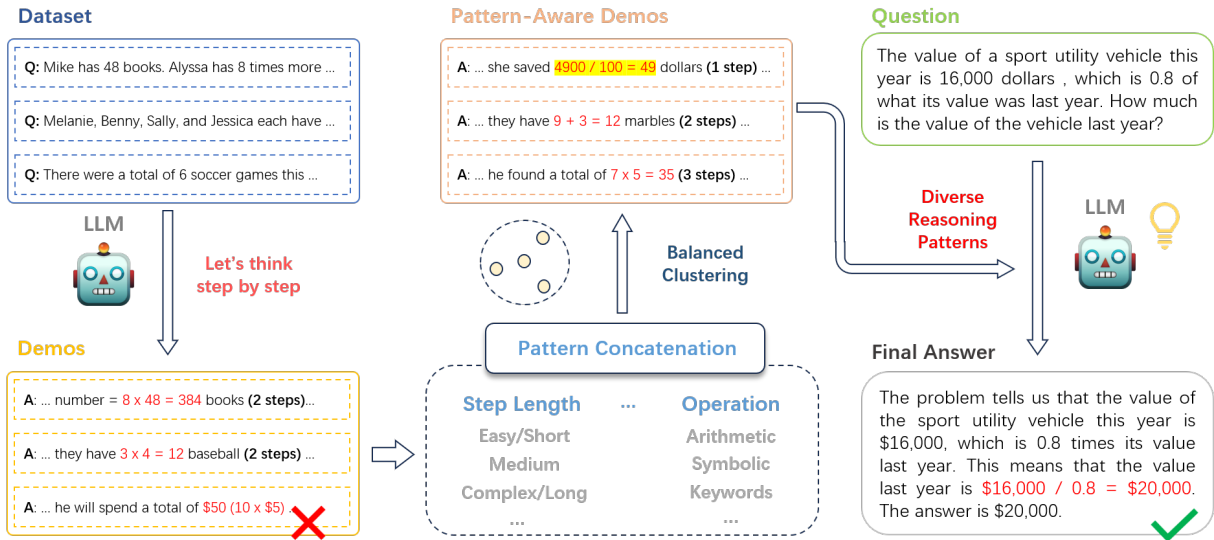 Dataset
Q: Mike has 48 books. Alyssa has 8 times more ...
Q: Melanie, Benny, Sally, and Jessica each have ...
Q: There were a total of 6 soccer games this ...
LLM
Let's think
step by step
Demos
A: ... number = 8 x 48 = 384 books (2 steps)...
A: ... they have 3 x 4 = 12 baseball (2 steps) ...
A: ... he will spend a total of $50 (10 x $5) .
Pattern-Aware Demos
A: ... she saved 4900 / 100 = 49 dollars (1 step) ...
A: ... they have 9 + 3 = 12 marbles (2 steps) ...
A: ... he found a total of 7 x 5 = 35 (3 steps) ...
Balanced
Clustering
Pattern Concatenation
Step Length ... Operation
Easy/Short Arithmetic
Medium Symbolic
Complex/Long Keywords
... ...
Question
The value of a sport utility vehicle this
year is 16,000 dollars , which is 0.8 of
what its value was last year. How much
is the value of the vehicle last year?
Diverse
Reasoning
Patterns
LLM
Final Answer
The problem tells us that the value of
the sport utility vehicle this year is
$16,000, which is 0.8 times its value
last year. This means that the value
last year is $16,000 / 0.8 = $20,000.
The answer is $20,000.